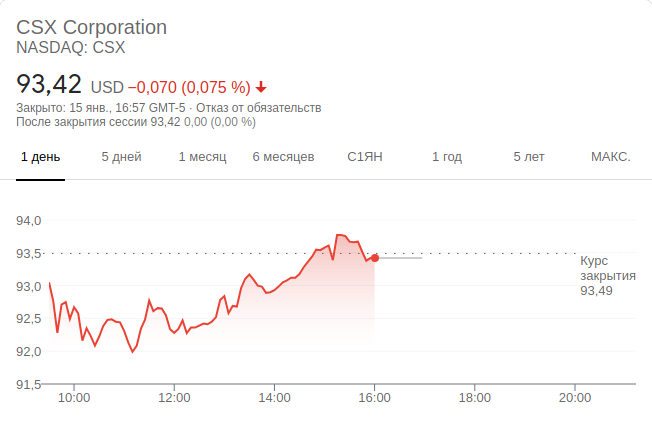 CSX Corporation
NASDAQ: CSX
93,42 USD −0,070 (0,075 %)
Закрыто: 15 янв., 16:57 GMT-5 · Отказ от обязательств
После закрытия сессии 93,42 0,00 (0,00 %)
1 день 5 дней 1 месяц 6 месяцев С1ЯН 1 год 5 лет МАКС.
94,0
93,5
Курс
закрытия
93,49
93,0
92,5
92,0
91,5
10:00 12:00 14:00 16:00 18:00 20:00